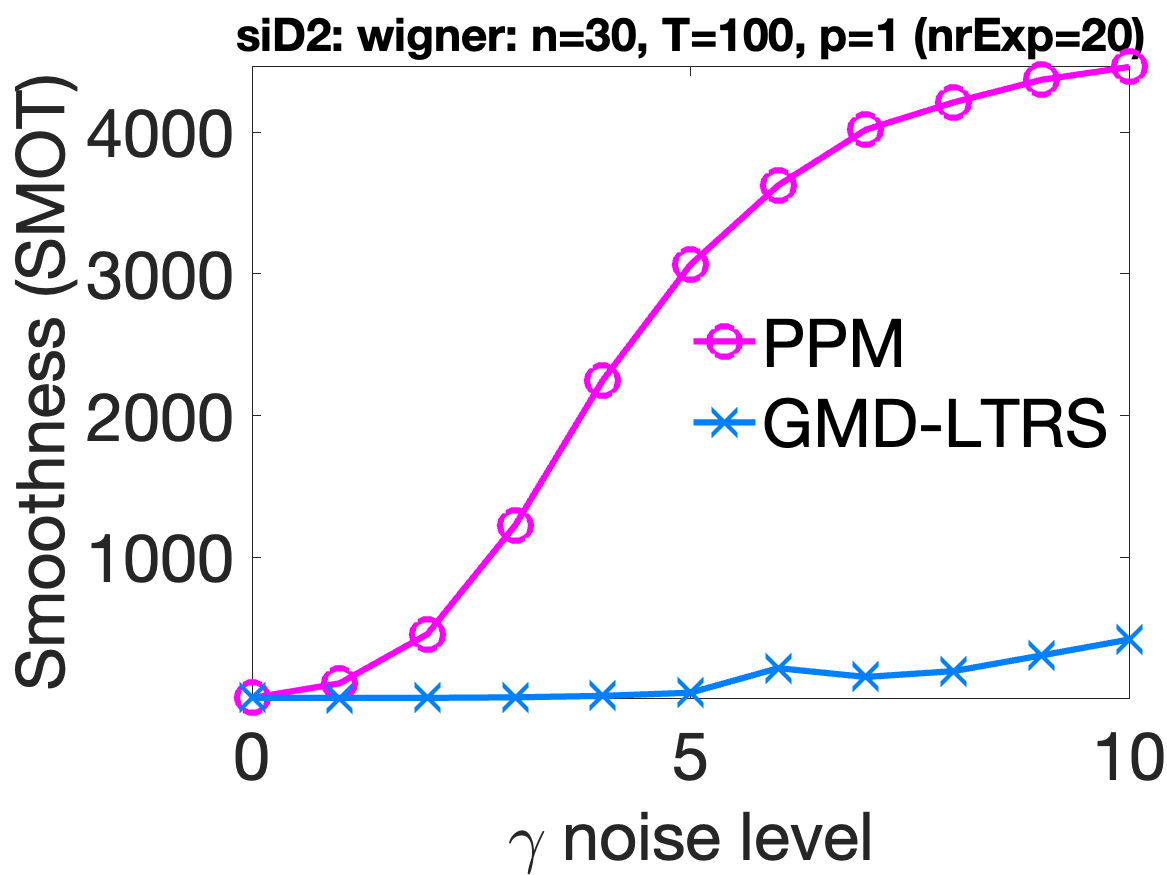 siD2: wigner: n=30, T=100, p=1 (nrExp=20)
Smoothness (SMOT)
4000
3000
2000
1000
PPM
GMD-LTRS
0 5 10
γ noise level